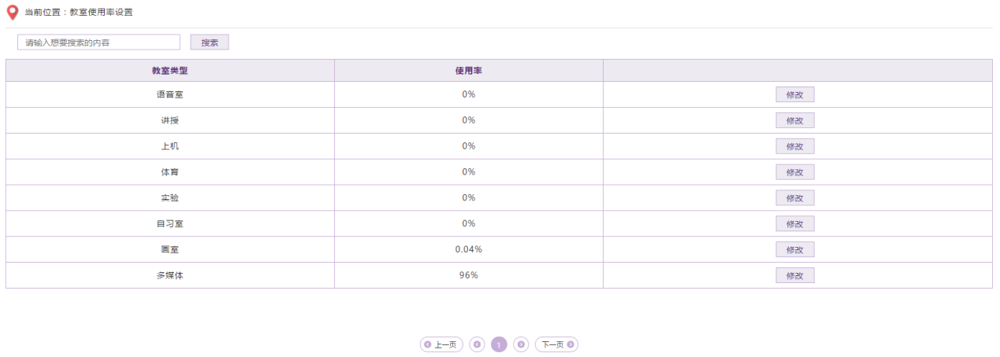 当前位置：教室使用率设置
请输入想要搜索的内容 搜索
教室类型 使用率
语音室 0% 修改
讲授 0% 修改
上机 0% 修改
体育 0% 修改
实验 0% 修改
自习室 0% 修改
画室 0.04% 修改
多媒体 96% 修改
上一页 1 下一页